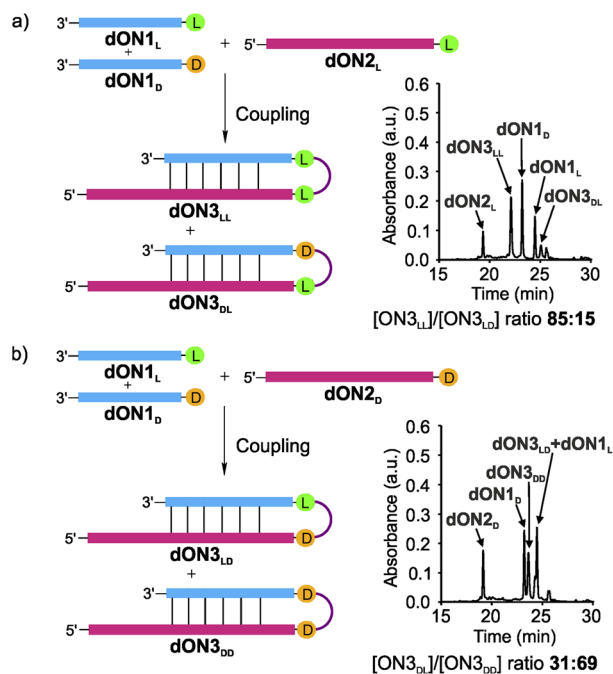 a)
3'- L
dON1L
+
3'- D
dON1D
+
5'- L
dON2L
Coupling
3'- L
5'- L
dON3LL
+
3'- D
5'- L
dON3DL
Absorbance (a.u.)
0.6
0.5
0.4
0.3
0.2
0.1
0.0
dON2L
dON3LL
dON1D
dON1L
dON3DL
15 20 25 30
Time (min)
[ON3LL]/[ON3LD] ratio 85:15
b)
3'- L
dON1L
+
3'- D
dON1D
+
5'- D
dON2D
Coupling
3'- L
5'- D
dON3LD
+
3'- D
5'- D
dON3DD
Absorbance (a.u.)
0.6
0.5
0.4
0.3
0.2
0.1
0.0
dON3LD+dON1L
dON3DD
dON1D
dON2D
15 20 25 30
Time (min)
[ON3DL]/[ON3DD] ratio 31:69